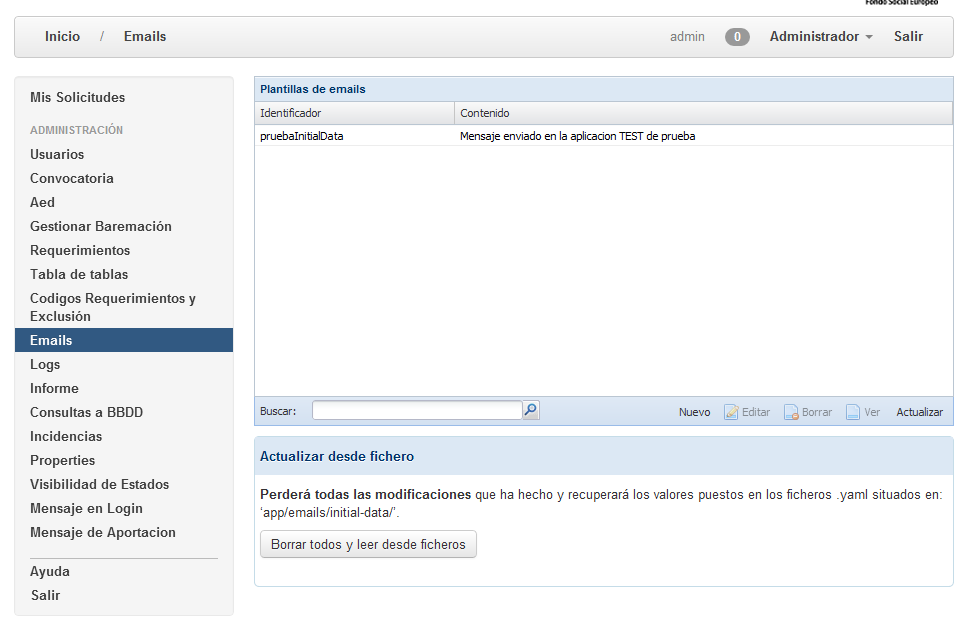 Fondo Social Europeo
Inicio / Emails admin 0 Administrador Salir
Mis Solicitudes
ADMINISTRACIÓN
Usuarios
Convocatoria
Aed
Gestionar Baremación
Requerimientos
Tabla de tablas
Codigos Requerimientos y
Exclusión
Emails
Logs
Informe
Consultas a BBDD
Incidencias
Properties
Visibilidad de Estados
Mensaje en Login
Mensaje de Aportacion
Ayuda
Salir
Plantillas de emails
Identificador Contenido
pruebaInitialData Mensaje enviado en la aplicacion TEST de prueba
Buscar: Nuevo Editar Borrar Ver Actualizar
Actualizar desde fichero
Perderá todas las modificaciones que ha hecho y recuperará los valores puestos en los ficheros .yaml situados en:
‘app/emails/initial-data/’.
Borrar todos y leer desde ficheros